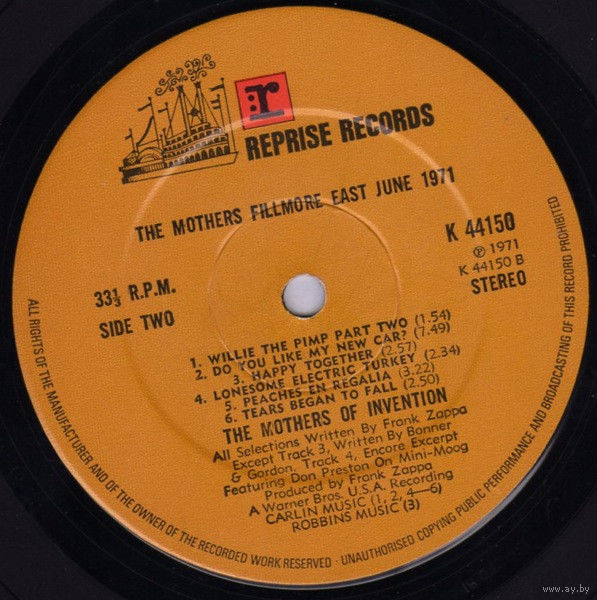 r
REPRISE RECORDS
THE MOTHERS FILLMORE EAST JUNE 1971
K 44150
℗ 1971
K 44150 B
STEREO
33⅓ R.P.M.
SIDE TWO
1. WILLIE THE PIMP PART TWO (1.54)
2. DO YOU LIKE MY NEW CAR? (7.49)
3. HAPPY TOGETHER (2.57)
4. LONESOME ELECTRIC TURKEY (2.34)
5. PEACHES EN REGALIA (3.22)
6. TEARS BEGAN TO FALL (2.50)
THE MOTHERS OF INVENTION
All Selections Written By Frank Zappa
Except Track 3, Written By Bonner
& Gordon, Track 4, Encore Excerpt
Featuring Don Preston On Mini-Moog
Produced by Frank Zappa
A Warner Bros. U.S.A. Recording
CARLIN MUSIC (1, 2, 4—6)
ROBBINS MUSIC (3)
ALL RIGHTS OF THE MANUFACTURER AND OF THE OWNER OF THE RECORDED WORK RESERVED · UNAUTHORISED COPYING PUBLIC PERFORMANCE AND BROADCASTING OF THIS RECORD PROHIBITED
www.ay.by